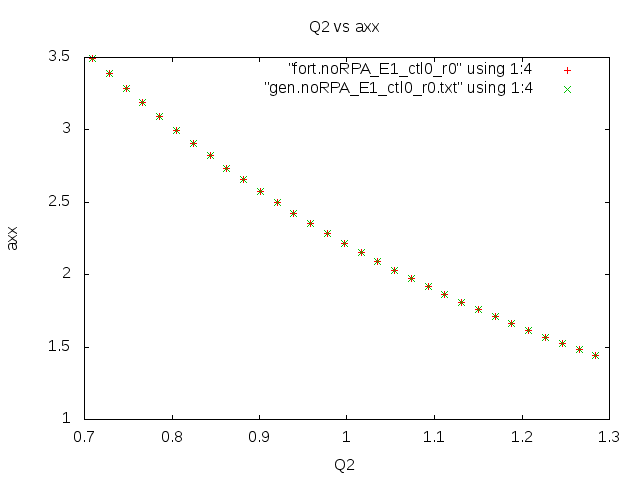 Q2 vs axx
"fort.noRPA_E1_ctl0_r0" using 1:4
"gen.noRPA_E1_ctl0_r0.txt" using 1:4
3.5
3
2.5
2
1.5
1
axx
0.7 0.8 0.9 1 1.1 1.2 1.3
Q2